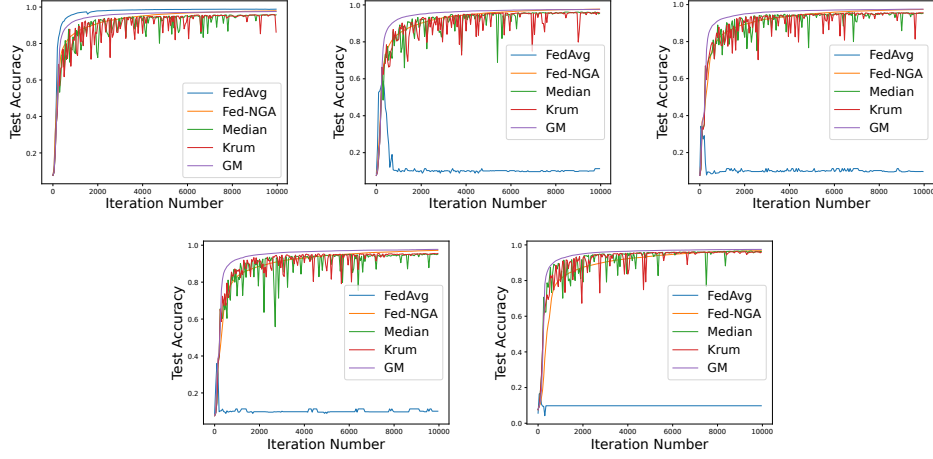 1.0
0.8
0.6
0.4
0.2
Test Accuracy
FedAvg
Fed-NGA
Median
Krum
GM
0 2000 4000 6000 8000 10000
Iteration Number
1.0
0.8
0.6
0.4
0.2
Test Accuracy
FedAvg
Fed-NGA
Median
Krum
GM
0 2000 4000 6000 8000 10000
Iteration Number
1.0
0.8
0.6
0.4
0.2
Test Accuracy
FedAvg
Fed-NGA
Median
Krum
GM
0 2000 4000 6000 8000 10000
Iteration Number
1.0
0.8
0.6
0.4
0.2
Test Accuracy
FedAvg
Fed-NGA
Median
Krum
GM
0 2000 4000 6000 8000 10000
Iteration Number
1.0
0.8
0.6
0.4
0.2
0.0
Test Accuracy
FedAvg
Fed-NGA
Median
Krum
GM
0 2000 4000 6000 8000 10000
Iteration Number